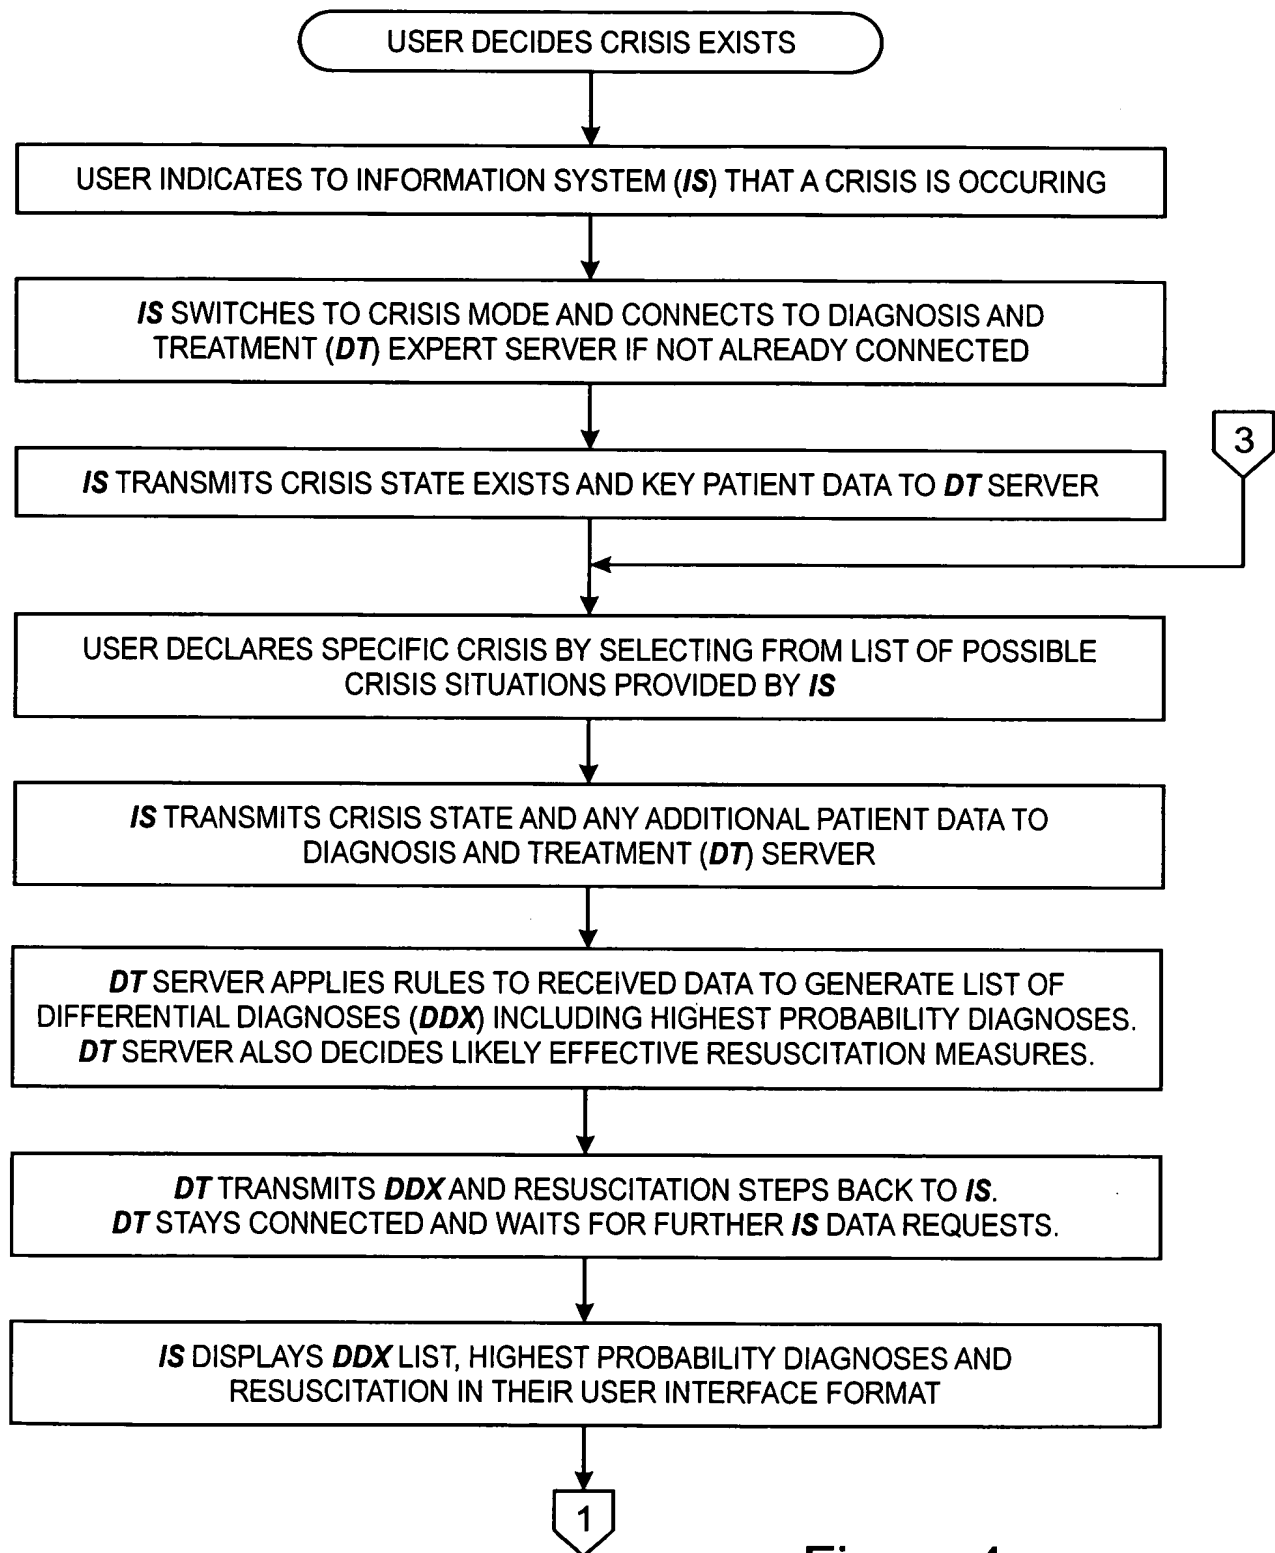 USER DECIDES CRISIS EXISTS
USER INDICATES TO INFORMATION SYSTEM (IS) THAT A CRISIS IS OCCURING
IS SWITCHES TO CRISIS MODE AND CONNECTS TO DIAGNOSIS AND
TREATMENT (DT) EXPERT SERVER IF NOT ALREADY CONNECTED
3
IS TRANSMITS CRISIS STATE EXISTS AND KEY PATIENT DATA TO DT SERVER
USER DECLARES SPECIFIC CRISIS BY SELECTING FROM LIST OF POSSIBLE
CRISIS SITUATIONS PROVIDED BY IS
IS TRANSMITS CRISIS STATE AND ANY ADDITIONAL PATIENT DATA TO
DIAGNOSIS AND TREATMENT (DT) SERVER
DT SERVER APPLIES RULES TO RECEIVED DATA TO GENERATE LIST OF
DIFFERENTIAL DIAGNOSES (DDX) INCLUDING HIGHEST PROBABILITY DIAGNOSES.
DT SERVER ALSO DECIDES LIKELY EFFECTIVE RESUSCITATION MEASURES.
DT TRANSMITS DDX AND RESUSCITATION STEPS BACK TO IS.
DT STAYS CONNECTED AND WAITS FOR FURTHER IS DATA REQUESTS.
IS DISPLAYS DDX LIST, HIGHEST PROBABILITY DIAGNOSES AND
RESUSCITATION IN THEIR USER INTERFACE FORMAT
1